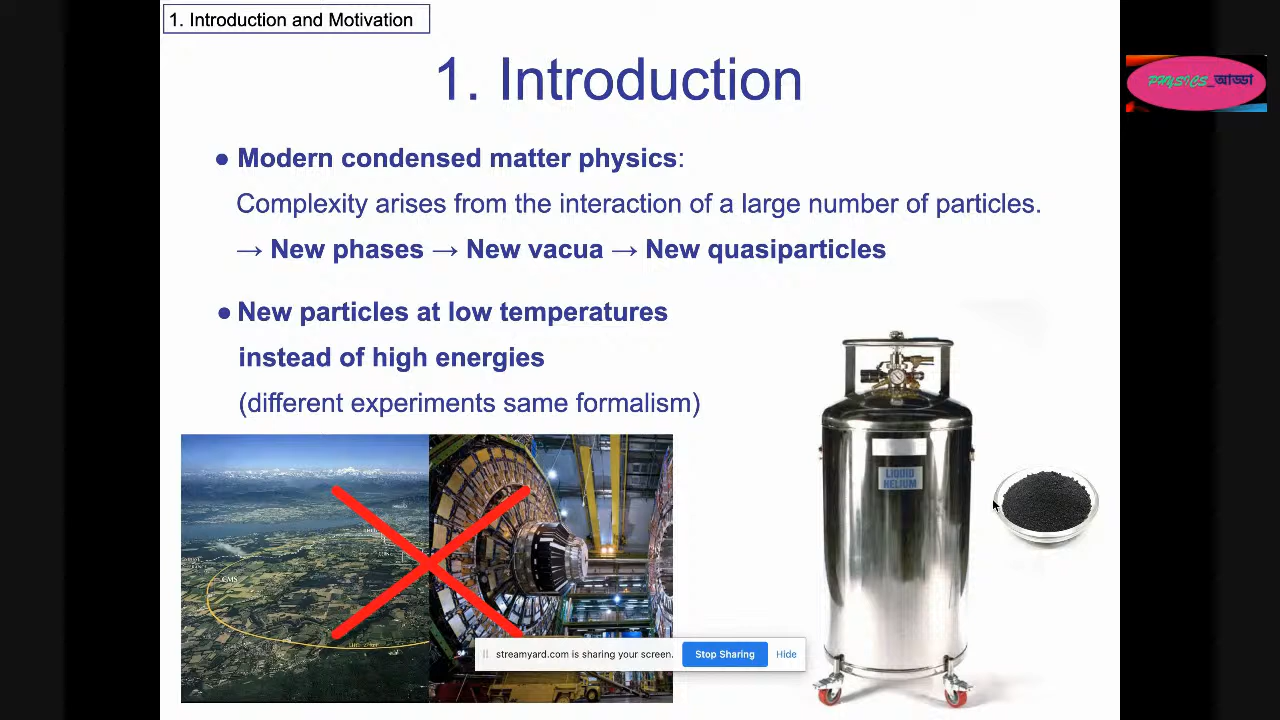 1. Introduction and Motivation
1. Introduction
PHYSICS_আড্ডা
● Modern condensed matter physics:
Complexity arises from the interaction of a large number of particles.
→ New phases → New vacua → New quasiparticles
● New particles at low temperatures
instead of high energies
(different experiments same formalism)
LIQUID
HELIUM
CMS
streamyard.com is sharing your screen.
Stop Sharing
Hide